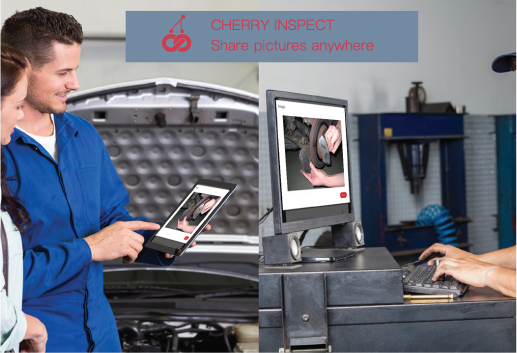 CHERRY INSPECT
Share pictures anywhere